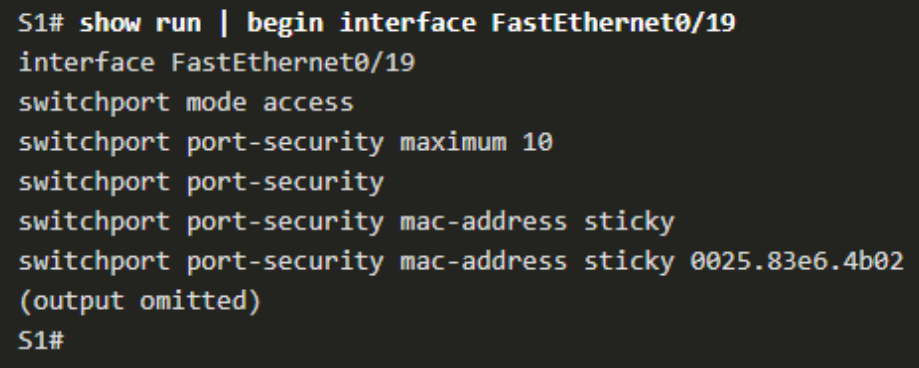 S1# show run | begin interface FastEthernet0/19
interface FastEthernet0/19
switchport mode access
switchport port-security maximum 10
switchport port-security
switchport port-security mac-address sticky
switchport port-security mac-address sticky 0025.83e6.4b02
(output omitted)
S1#